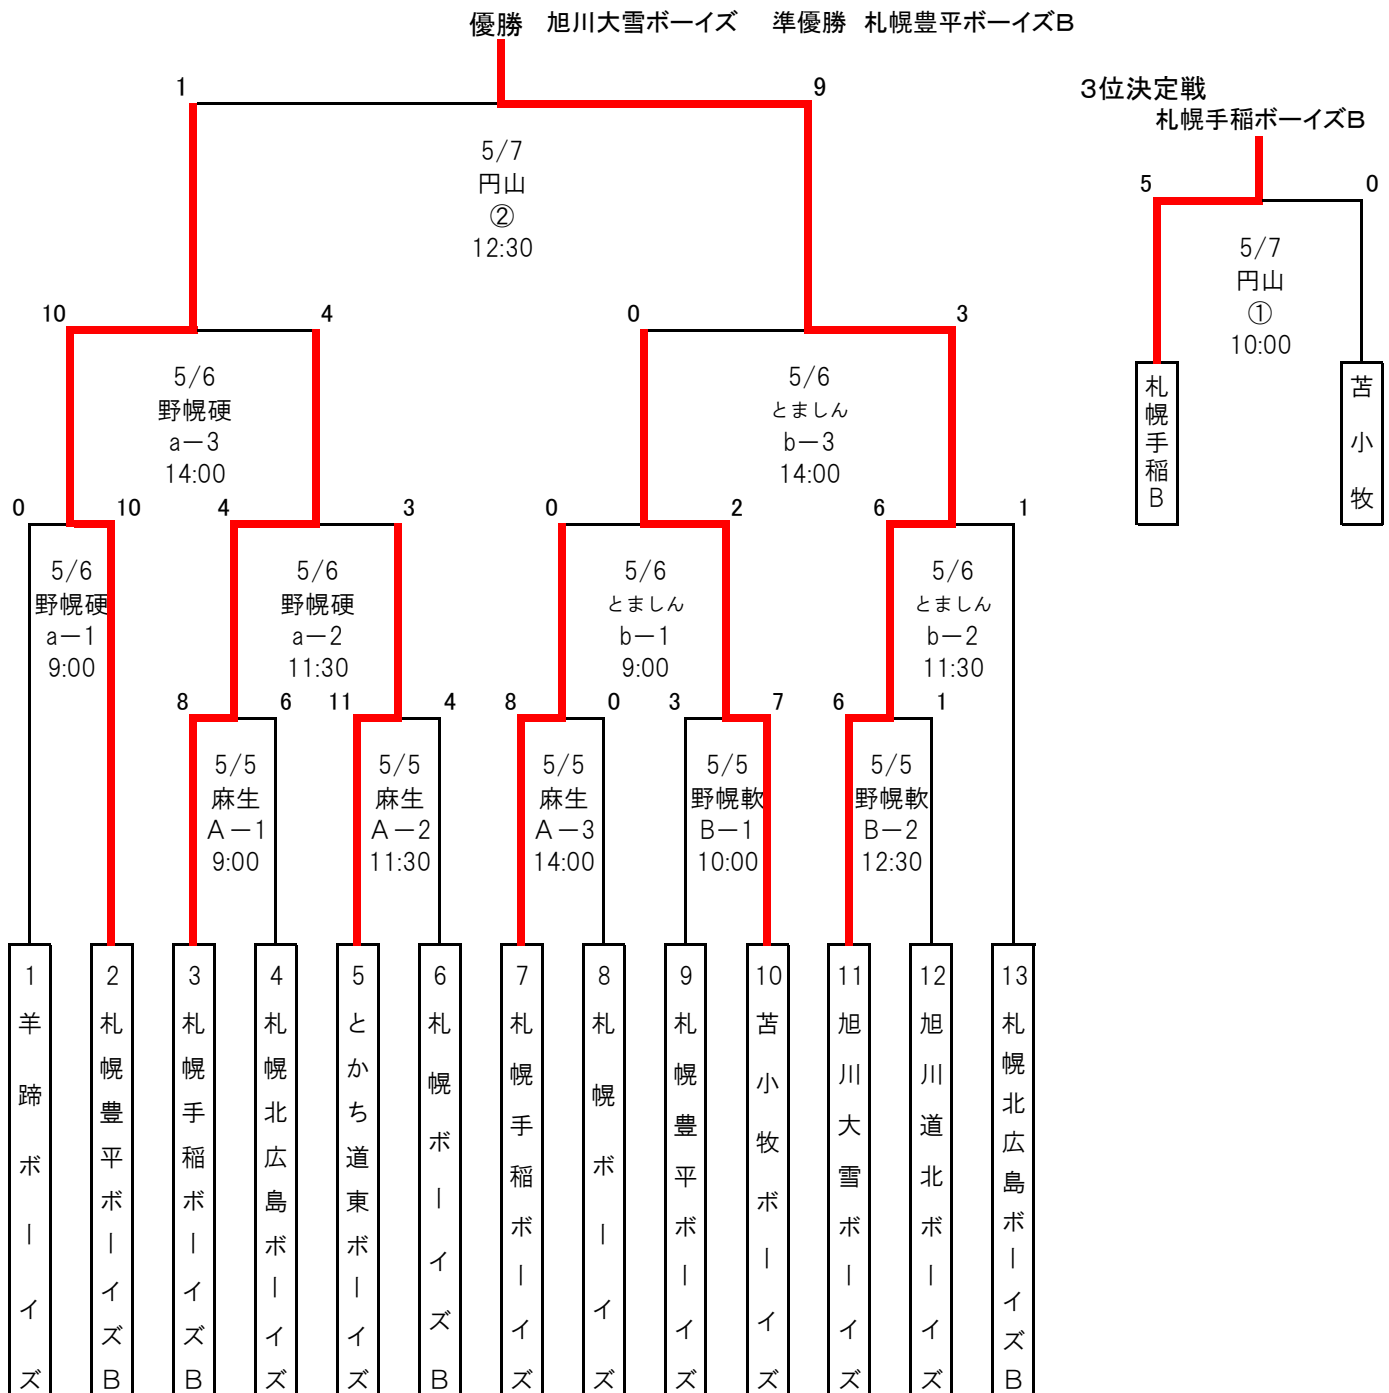 優勝 旭川大雪ボーイズ 準優勝 札幌豊平ボーイズB
1 9
5/7
円山
②
12:30
3位決定戦
札幌手稲ボーイズB
5 0
5/7
円山
①
10:00
札幌手稲B
苫小牧
10 4
5/6
野幌硬
a－3
14:00
0 3
5/6
とましん
b－3
14:00
0 10
5/6
野幌硬
a－1
9:00
4 3
5/6
野幌硬
a－2
11:30
0 2
5/6
とましん
b－1
9:00
6 1
5/6
とましん
b－2
11:30
8 6
5/5
麻生
A－1
9:00
11 4
5/5
麻生
A－2
11:30
8 0
5/5
麻生
A－3
14:00
3 7
5/5
野幌軟
B－1
10:00
6 1
5/5
野幌軟
B－2
12:30
1 羊蹄ボーイズ
2 札幌豊平ボーイズB
3 札幌手稲ボーイズB
4 札幌北広島ボーイズ
5 とかち道東ボーイズ
6 札幌ボーイズB
7 札幌手稲ボーイズ
8 札幌ボーイズ
9 札幌豊平ボーイズ
10 苫小牧ボーイズ
11 旭川大雪ボーイズ
12 旭川道北ボーイズ
13 札幌北広島ボーイズB